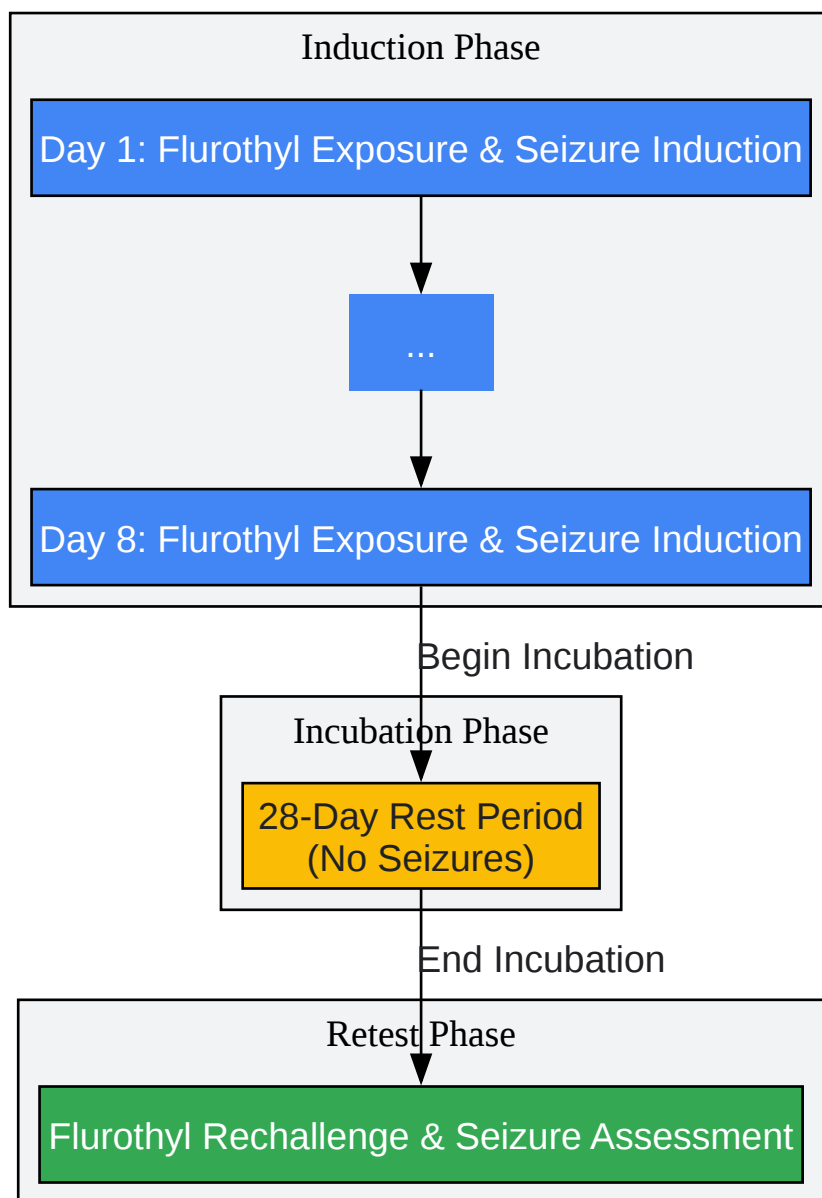 Induction Phase
Day 1: Flurothyl Exposure & Seizure Induction
...
Day 8: Flurothyl Exposure & Seizure Induction
Begin Incubation
Incubation Phase
28-Day Rest Period
(No Seizures)
End Incubation
Retest Phase
Flurothyl Rechallenge & Seizure Assessment